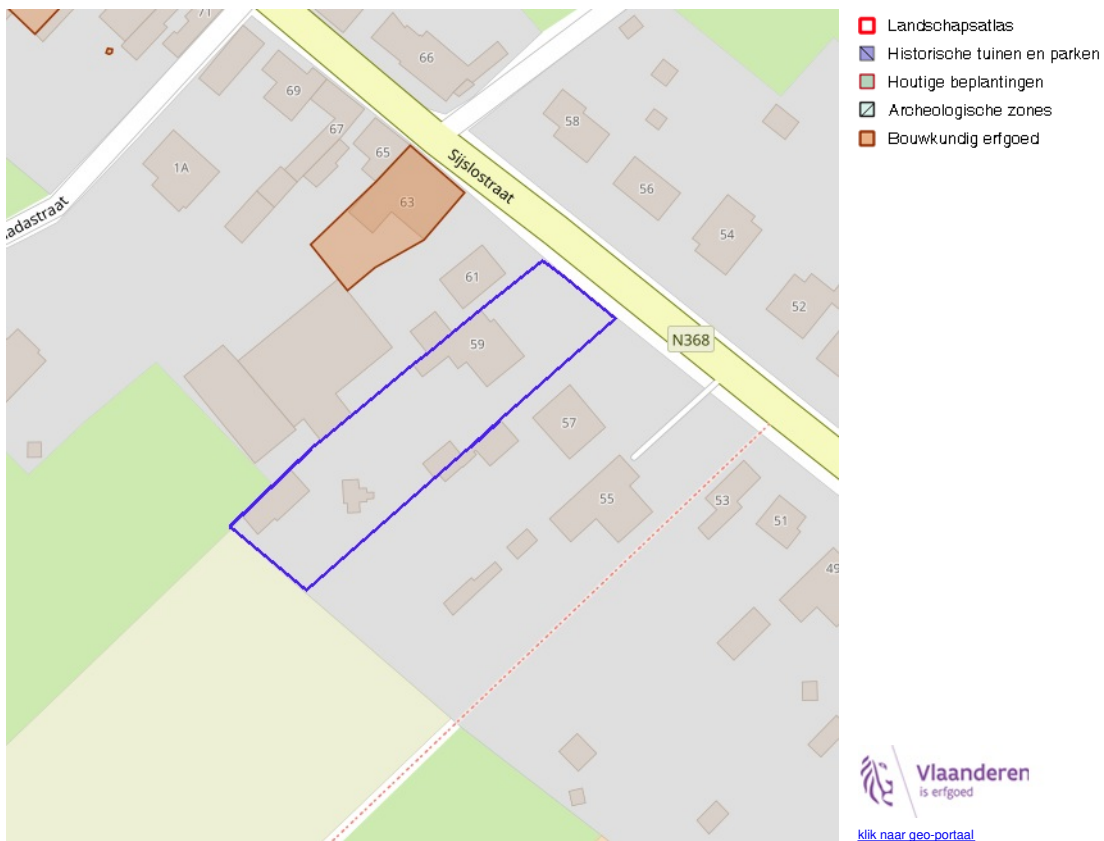 71
66
69
67
65
63
1A
61
59
57
55
58
56
54
52
53
51
49
Sijslostraat
N368
adastraat
Landschapsatlas
Historische tuinen en parken
Houtige beplantingen
Archeologische zones
Bouwkundig erfgoed
Vlaanderen
is erfgoed
klik naar geo-portaal